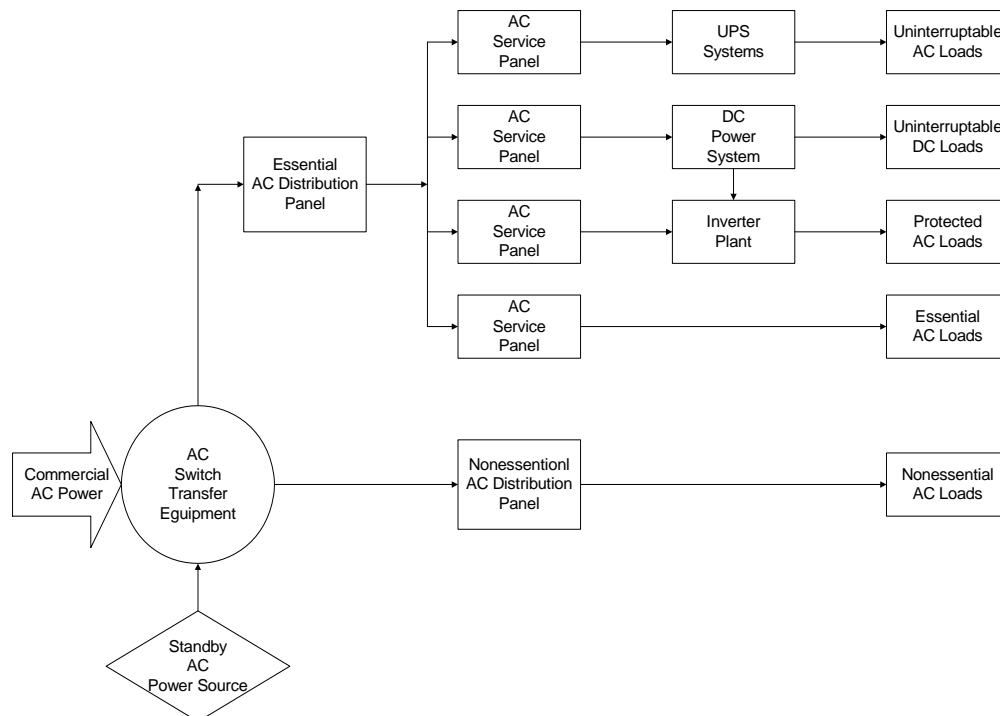 AC
Service
Panel
UPS
Systems
Uninterruptable
AC Loads
AC
Service
Panel
DC
Power
System
Uninterruptable
DC Loads
Essential
AC Distribution
Panel
AC
Service
Panel
Inverter
Plant
Protected
AC Loads
AC
Service
Panel
Essential
AC Loads
Commercial
AC Power
AC
Switch
Transfer
Eguipment
Nonessentionl
AC Distribution
Panel
Nonessential
AC Loads
Standby
AC
Power Source